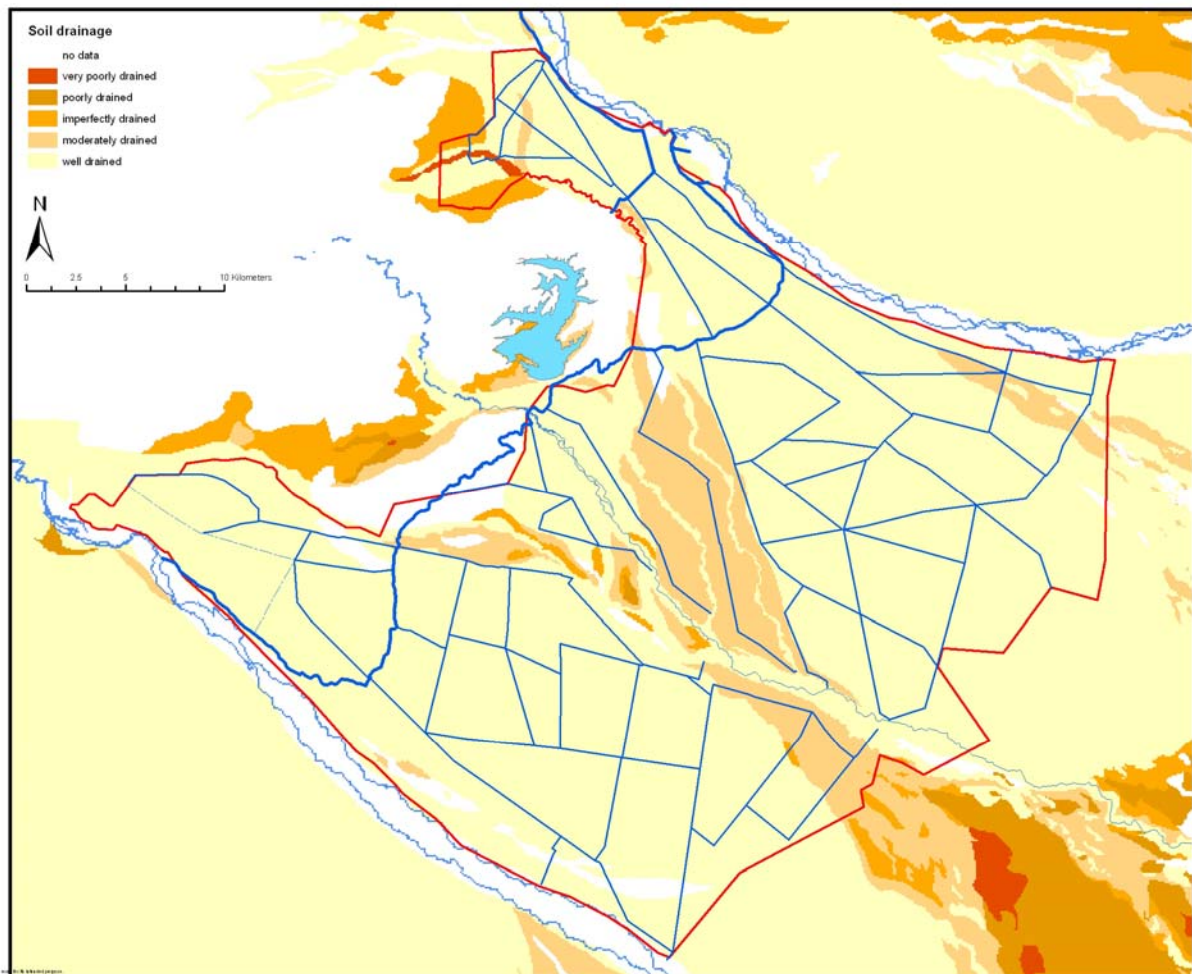 Soil drainage
no data
very poorly drained
poorly drained
imperfectly drained
moderately drained
well drained
N
0 2.5 5 10 Kilometers